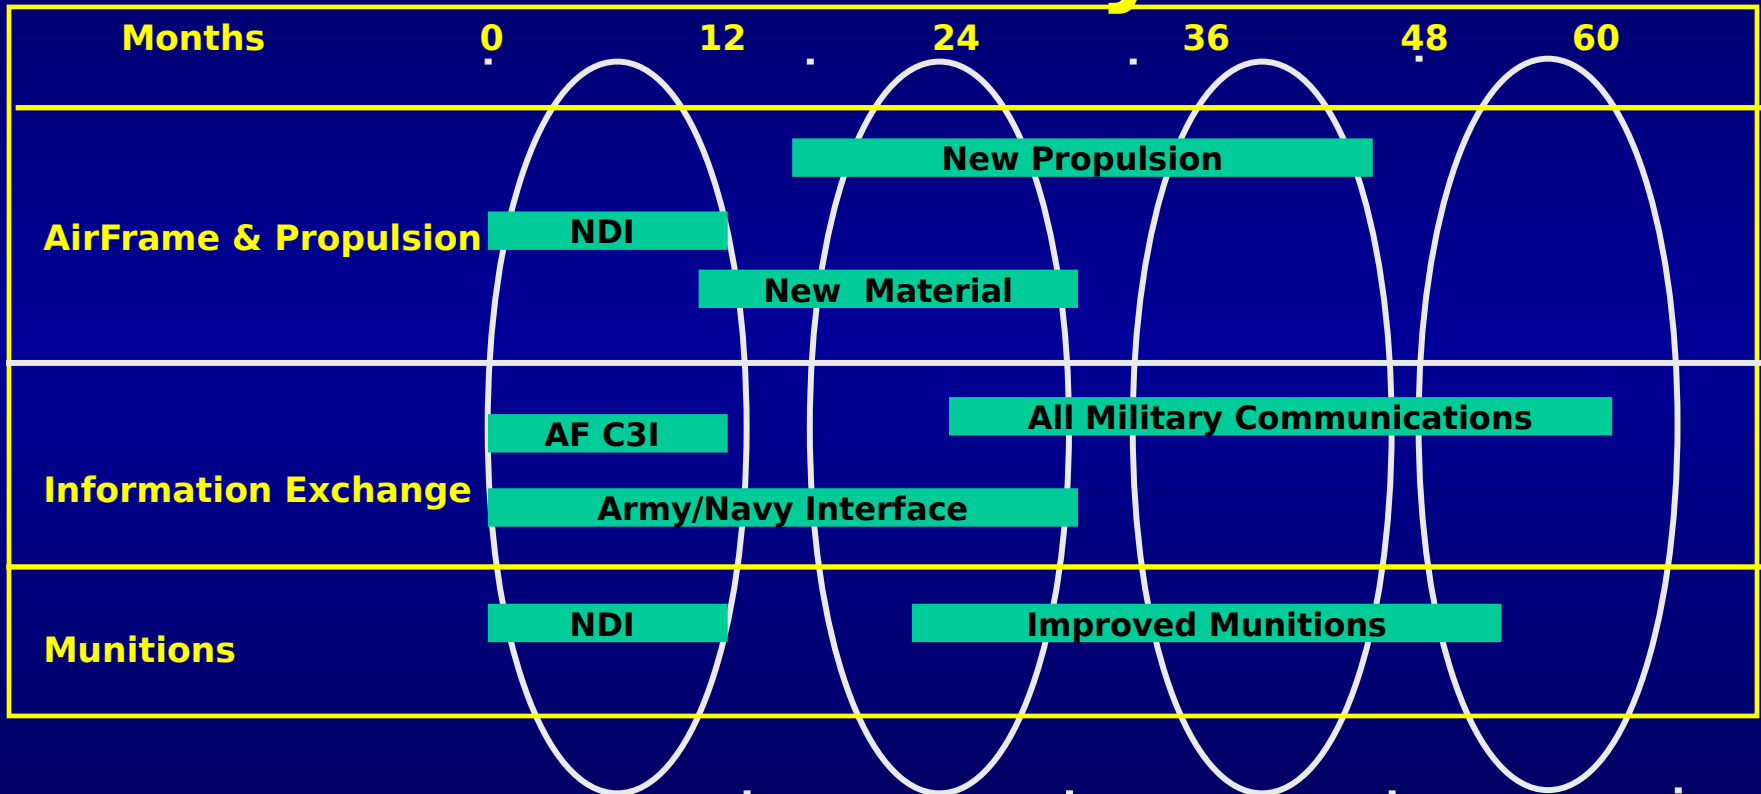 Months 0 12 24 36 48 60
New Propulsion
AirFrame & Propulsion
NDI
New Material
All Military Communications
AF C3I
Information Exchange
Army/Navy Interface
NDI
Improved Munitions
Munitions